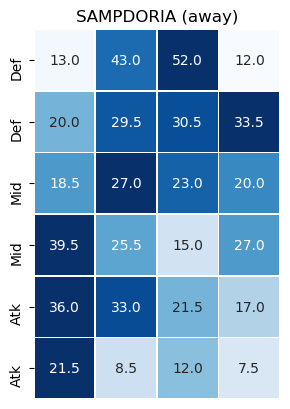 SAMPDORIA (away)
Def 13.0 43.0 52.0 12.0
Def 20.0 29.5 30.5 33.5
Mid 18.5 27.0 23.0 20.0
Mid 39.5 25.5 15.0 27.0
Atk 36.0 33.0 21.5 17.0
Atk 21.5 8.5 12.0 7.5